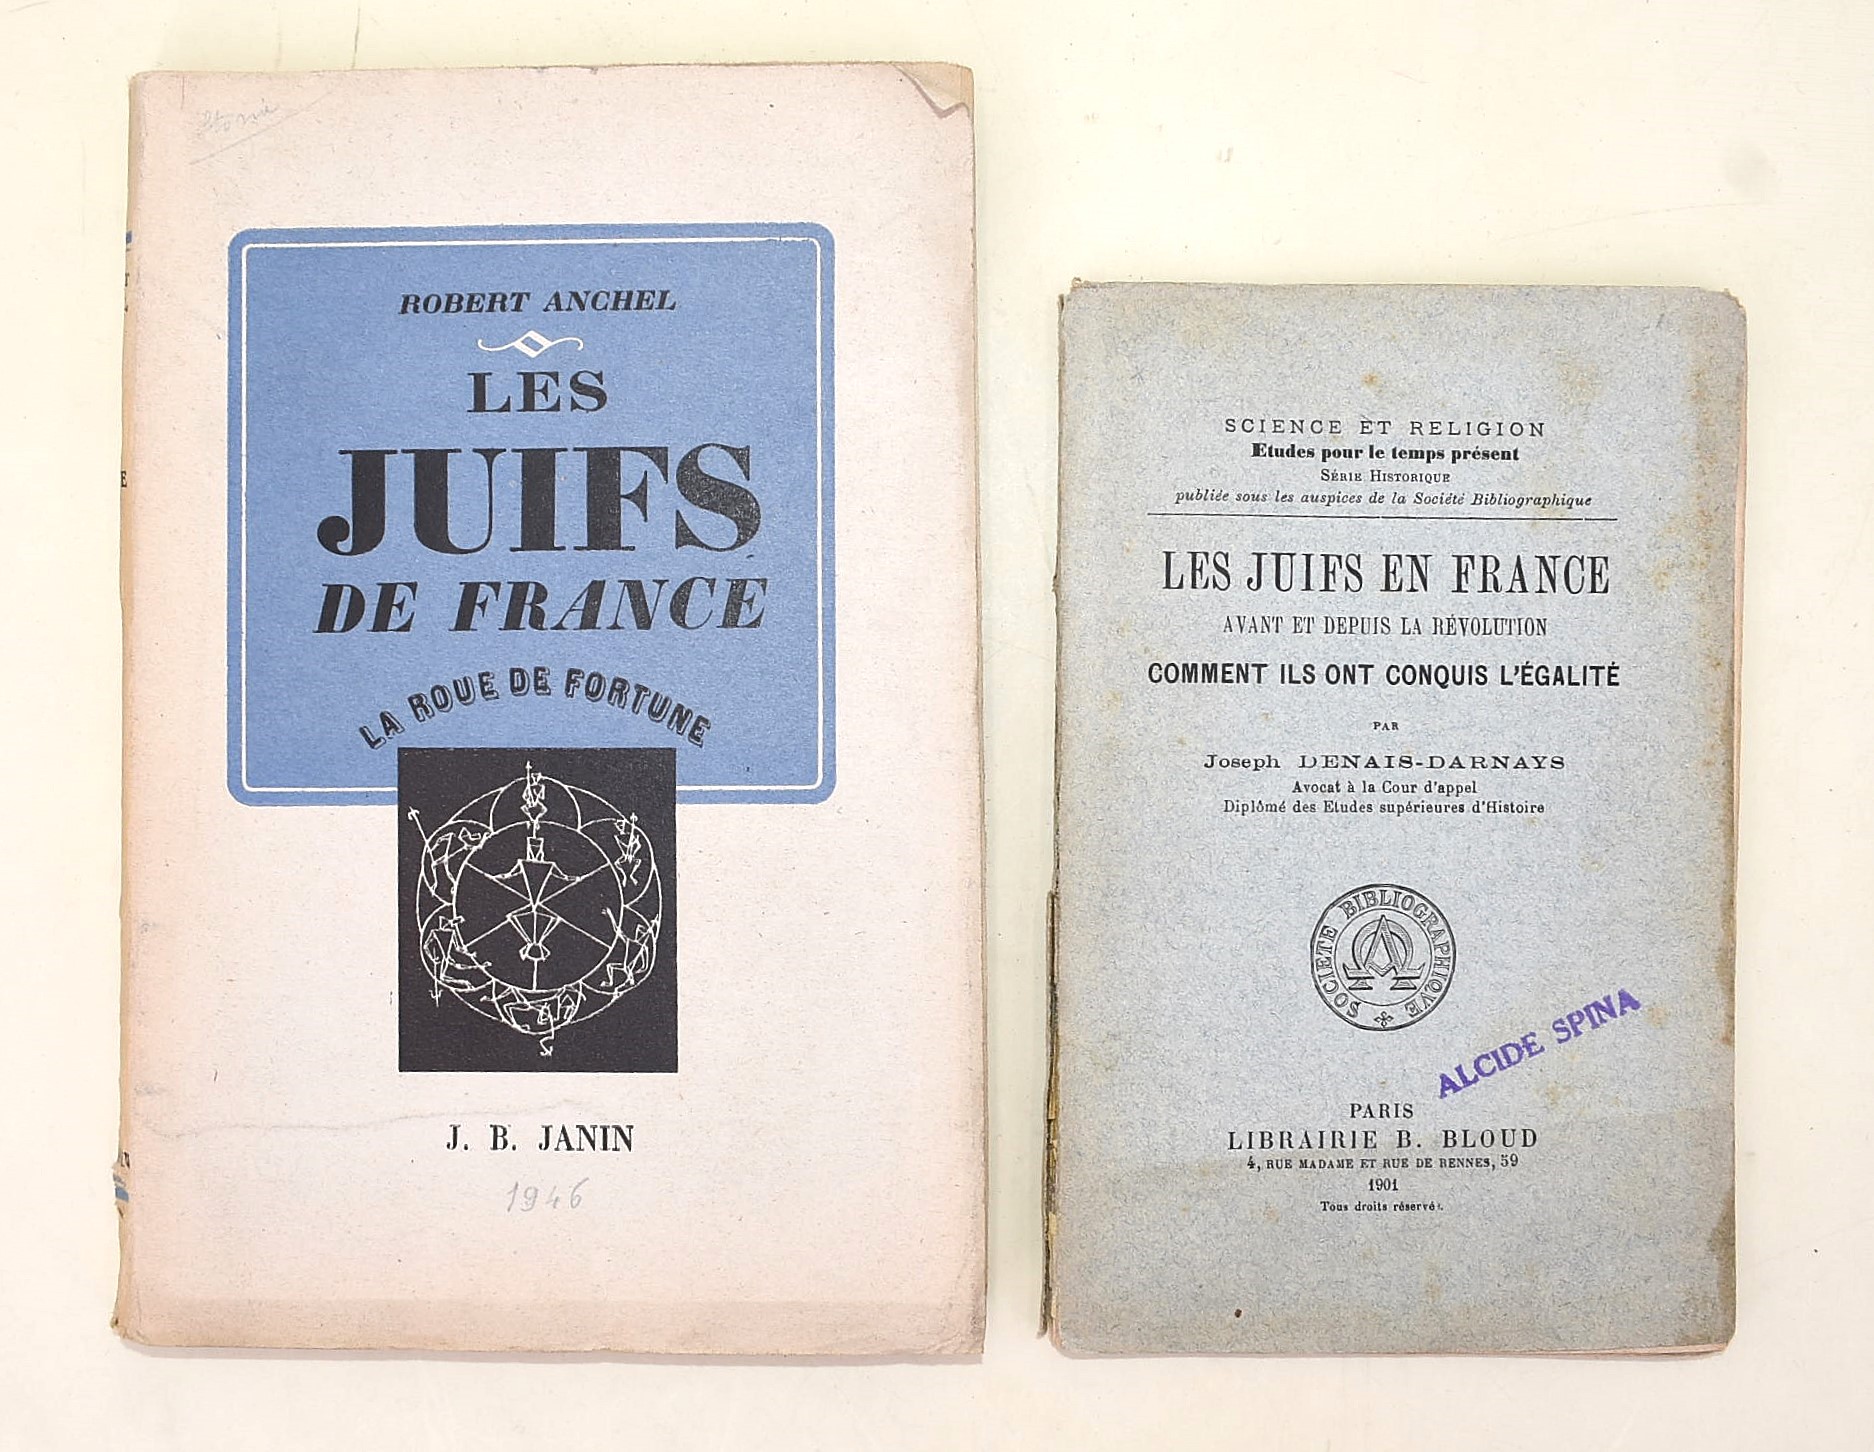 ROBERT ANCHEL
LES
JUIFS
DE FRANCE
LA ROUE DE FORTUNE
J. B. JANIN
1946
SCIENCE ET RELIGION
Etudes pour le temps présent
SÉRIE HISTORIQUE
publiée sous les auspices de la Société Bibliographique
LES JUIFS EN FRANCE
AVANT ET DEPUIS LA RÉVOLUTION
COMMENT ILS ONT CONQUIS L'ÉGALITÉ
PAR
Joseph DENAIS-DARNAYS
Avocat à la Cour d'appel
Diplômé des Etudes supérieures d'Histoire
SOCIETE BIBLIOGRAPHIQUE
ALCIDE SPINA
PARIS
LIBRAIRIE B. BLOUD
4, RUE MADAME ET RUE DE RENNES, 59
1901
Tous droits réservés.